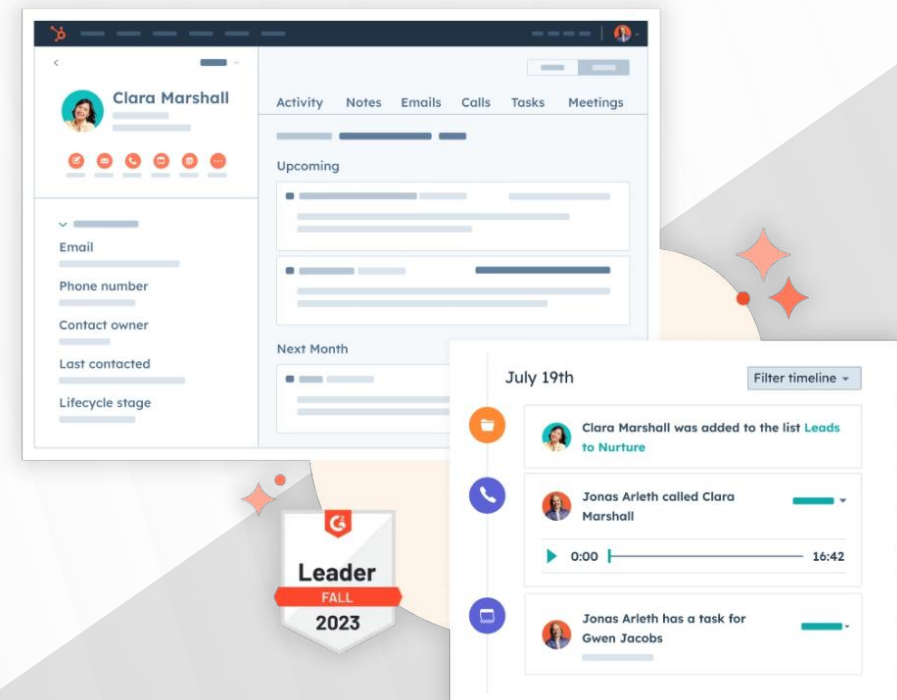 Clara Marshall
Activity Notes Emails Calls Tasks Meetings
Upcoming
Email
Phone number
Contact owner
Last contacted
Lifecycle stage
Next Month
July 19th
Filter timeline
Clara Marshall was added to the list Leads
to Nurture
Jonas Arleth called Clara
Marshall
0:00 16:42
Jonas Arleth has a task for
Gwen Jacobs
G2
Leader
FALL
2023